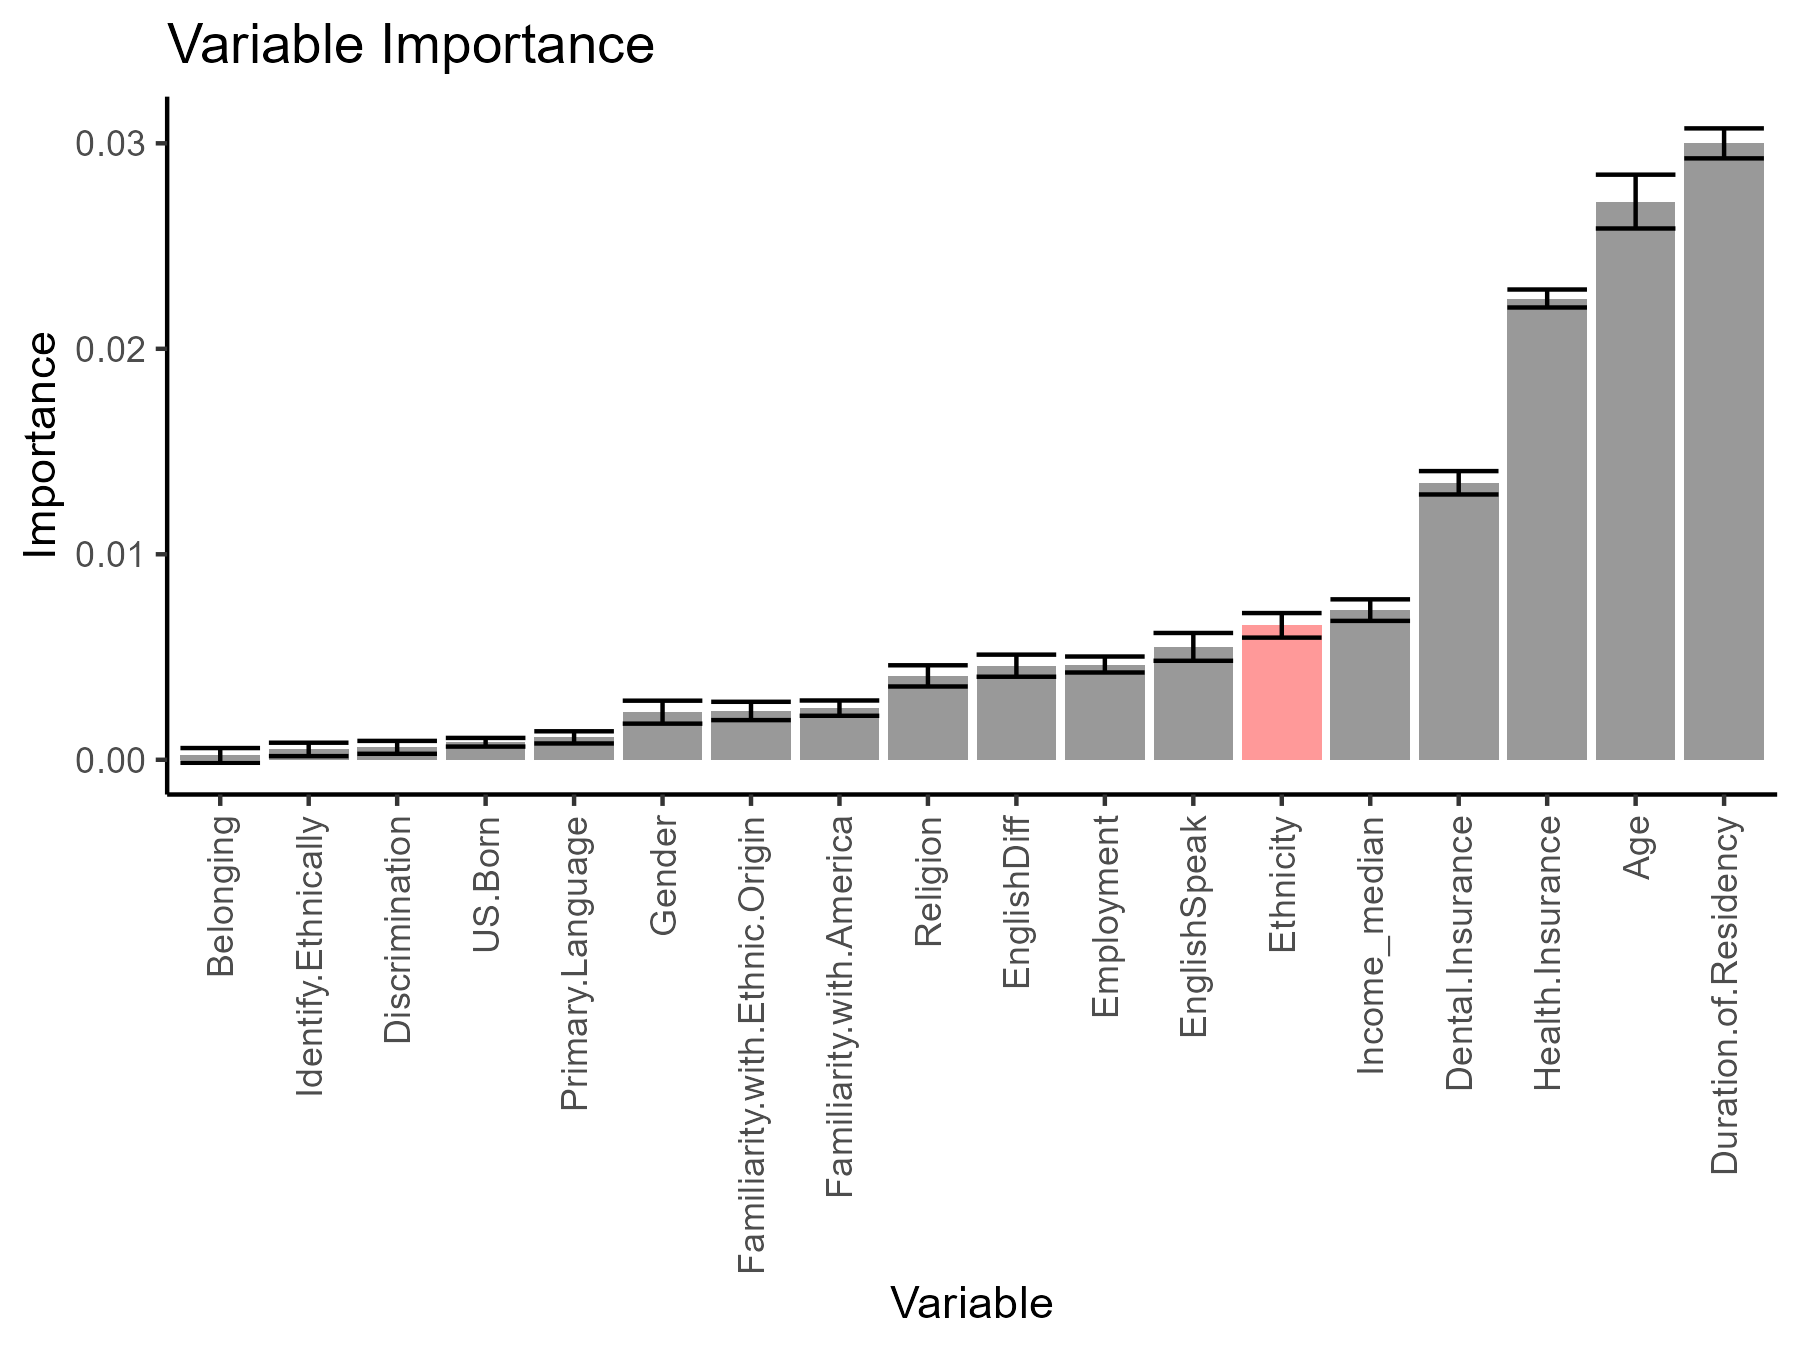 Variable Importance
Importance
0.03
0.02
0.01
0.00
Belonging
Identify.Ethnically
Discrimination
US.Born
Primary.Language
Gender
Familiarity.with.Ethnic.Origin
Familiarity.with.America
Religion
EnglishDiff
Employment
EnglishSpeak
Ethnicity
Income_median
Dental.Insurance
Health.Insurance
Age
Duration.of.Residency
Variable